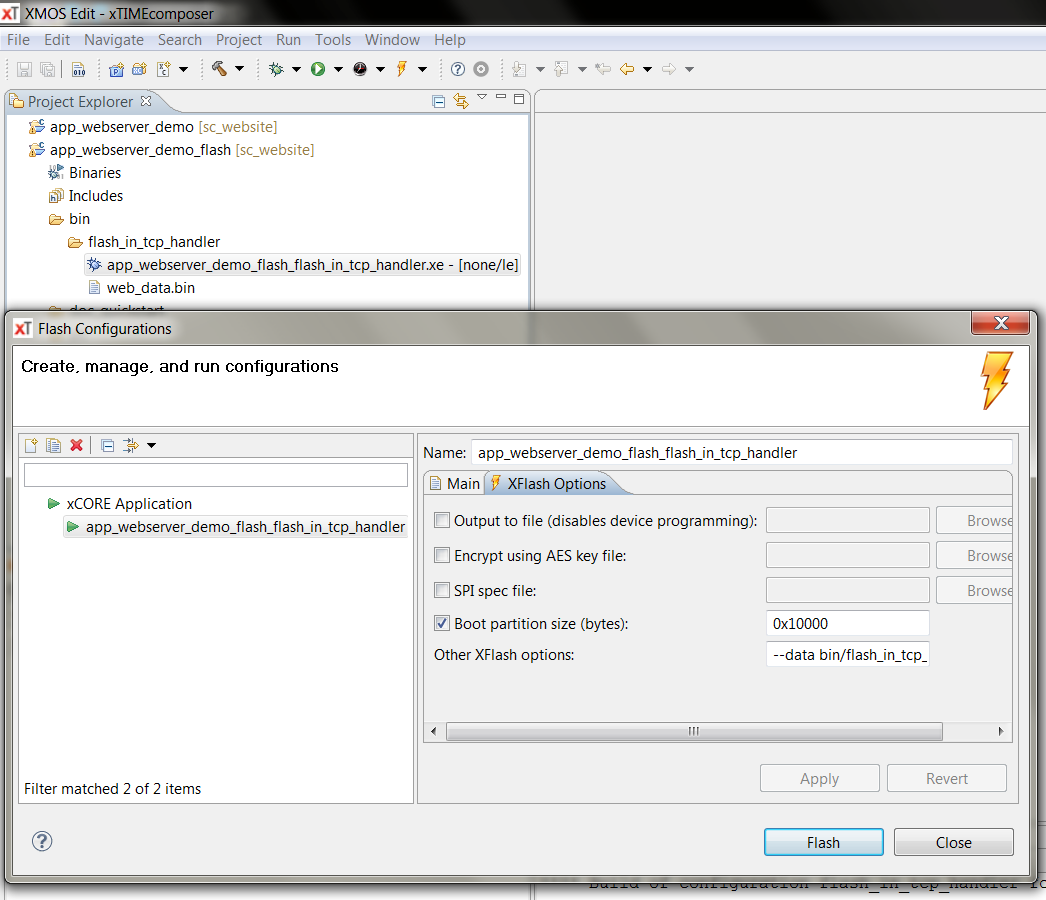 XMOS Edit - xTIMEcomposer
File Edit Navigate Search Project Run Tools Window Help
Project Explorer
app_webserver_demo [sc_website]
app_webserver_demo_flash [sc_website]
Binaries
Includes
bin
flash_in_tcp_handler
app_webserver_demo_flash_flash_in_tcp_handler.xe - [none/le]
web_data.bin
doc_quickstart
xT Flash Configurations
Create, manage, and run configurations
Name: app_webserver_demo_flash_flash_in_tcp_handler
Main XFlash Options
xCORE Application
app_webserver_demo_flash_flash_in_tcp_handler
Output to file (disables device programming): Browse
Encrypt using AES key file: Browse
SPI spec file: Browse
Boot partition size (bytes): 0x10000
Other XFlash options: --data bin/flash_in_tcp_
Filter matched 2 of 2 items
Apply Revert
Flash Close
Build of configuration flash_in_tcp_handler fo